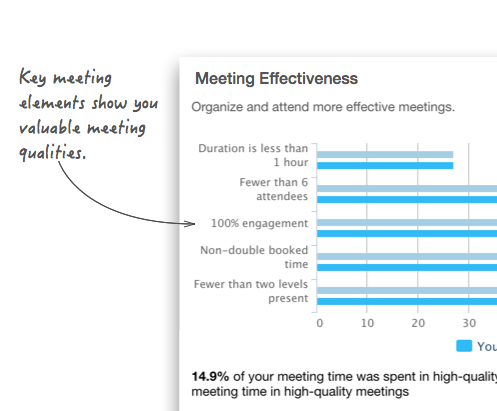 Key meeting
elements show you
valuable meeting
qualities.
Meeting Effectiveness
Organize and attend more effective meetings.
Duration is less than
1 hour
Fewer than 6
attendees
100% engagement
Non-double booked
time
Fewer than two levels
present
0 10 20 30
You
14.9% of your meeting time was spent in high-quality
meeting time in high-quality meetings